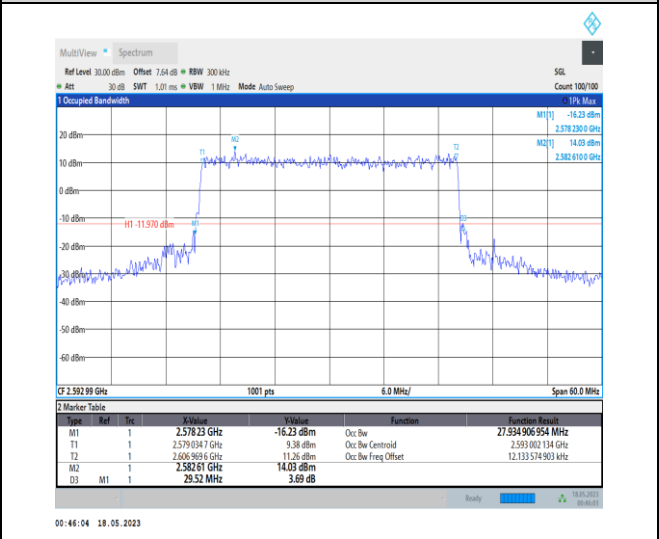 MultiView Spectrum
Ref Level 30.00 dBm Offset 7.64 dB RBW 300 kHz SGL
Att 30 dB SWT 1.01 ms VBW 1 MHz Mode Auto Sweep Count 100/100
1 Occupied Bandwidth 1Pk Max
M1[1] -16.23 dBm
2.578 230 0 GHz
M2[1] 14.03 dBm
2.582 610 0 GHz
20 dBm
M2
T1
T2
10 dBm
0 dBm
-10 dBm
H1 -11.970 dBm
M1
D3
-20 dBm
-30 dBm
-40 dBm
-50 dBm
-60 dBm
CF 2.592 99 GHz 1001 pts 6.0 MHz/ Span 60.0 MHz
2 Marker Table
Type Ref Trc X-Value Y-Value Function Function Result
M1 1 2.578 23 GHz -16.23 dBm Occ Bw 27.934 906 954 MHz
T1 1 2.579 034 7 GHz 9.38 dBm Occ Bw Centroid 2.593 002 134 GHz
T2 1 2.606 969 6 GHz 11.26 dBm Occ Bw Freq Offset 12.133 574 903 kHz
M2 1 2.582 61 GHz 14.03 dBm
D3 M1 1 29.52 MHz 3.69 dB
Ready 18.05.2023
00:46:03
00:46:04 18.05.2023